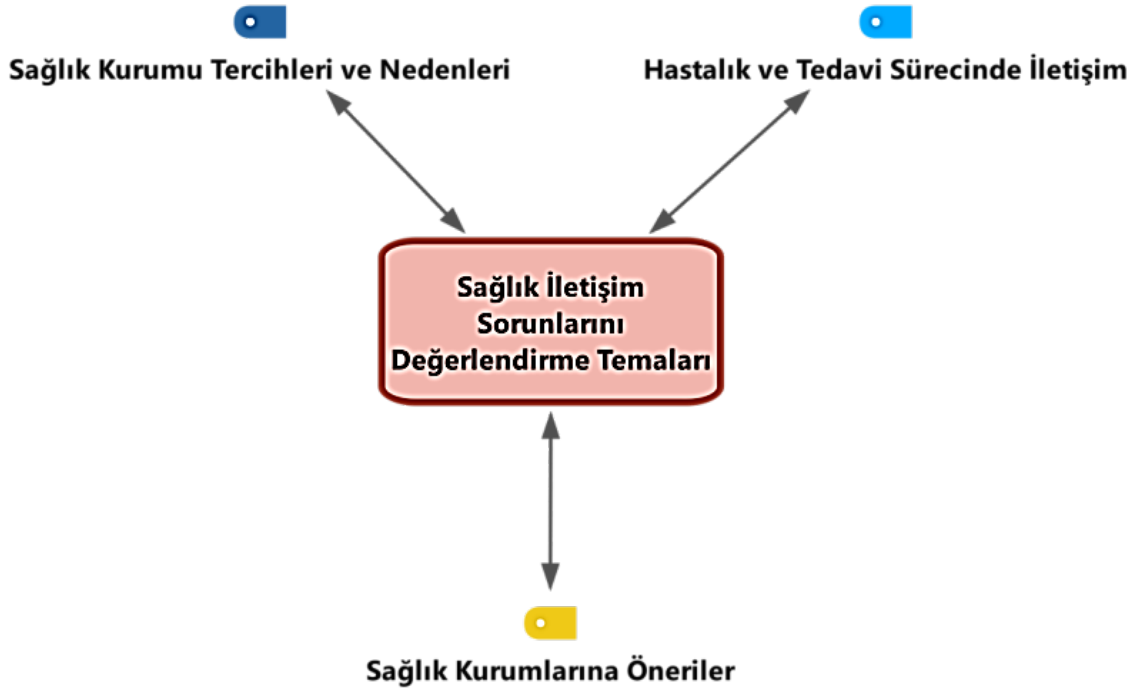 Sağlık Kurumu Tercihleri ve Nedenleri
Hastalık ve Tedavi Sürecinde İletişim
Sağlık İletişim
Sorunlarını
Değerlendirme Temaları
Sağlık Kurumlarına Öneriler